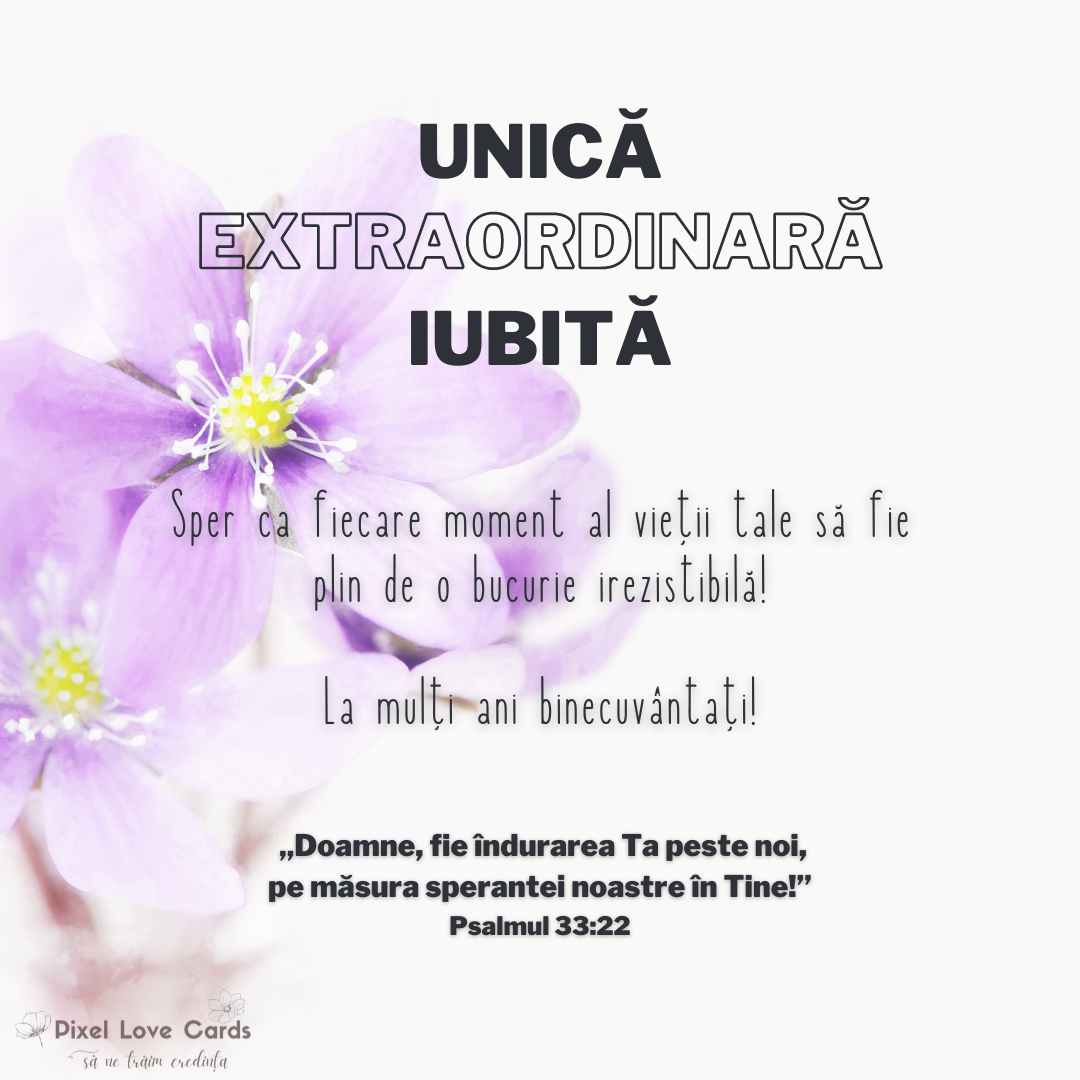 UNICĂ
EXTRAORDINARĂ
IUBITĂ
Sper ca fiecare moment al vieții tale să fie
plin de o bucurie irezistibilă!
La mulți ani binecuvântați!
„Doamne, fie îndurarea Ta peste noi,
pe măsura sperantei noastre în Tine!”
Psalmul 33:22
Pixel Love Cards
să ne trăim credința